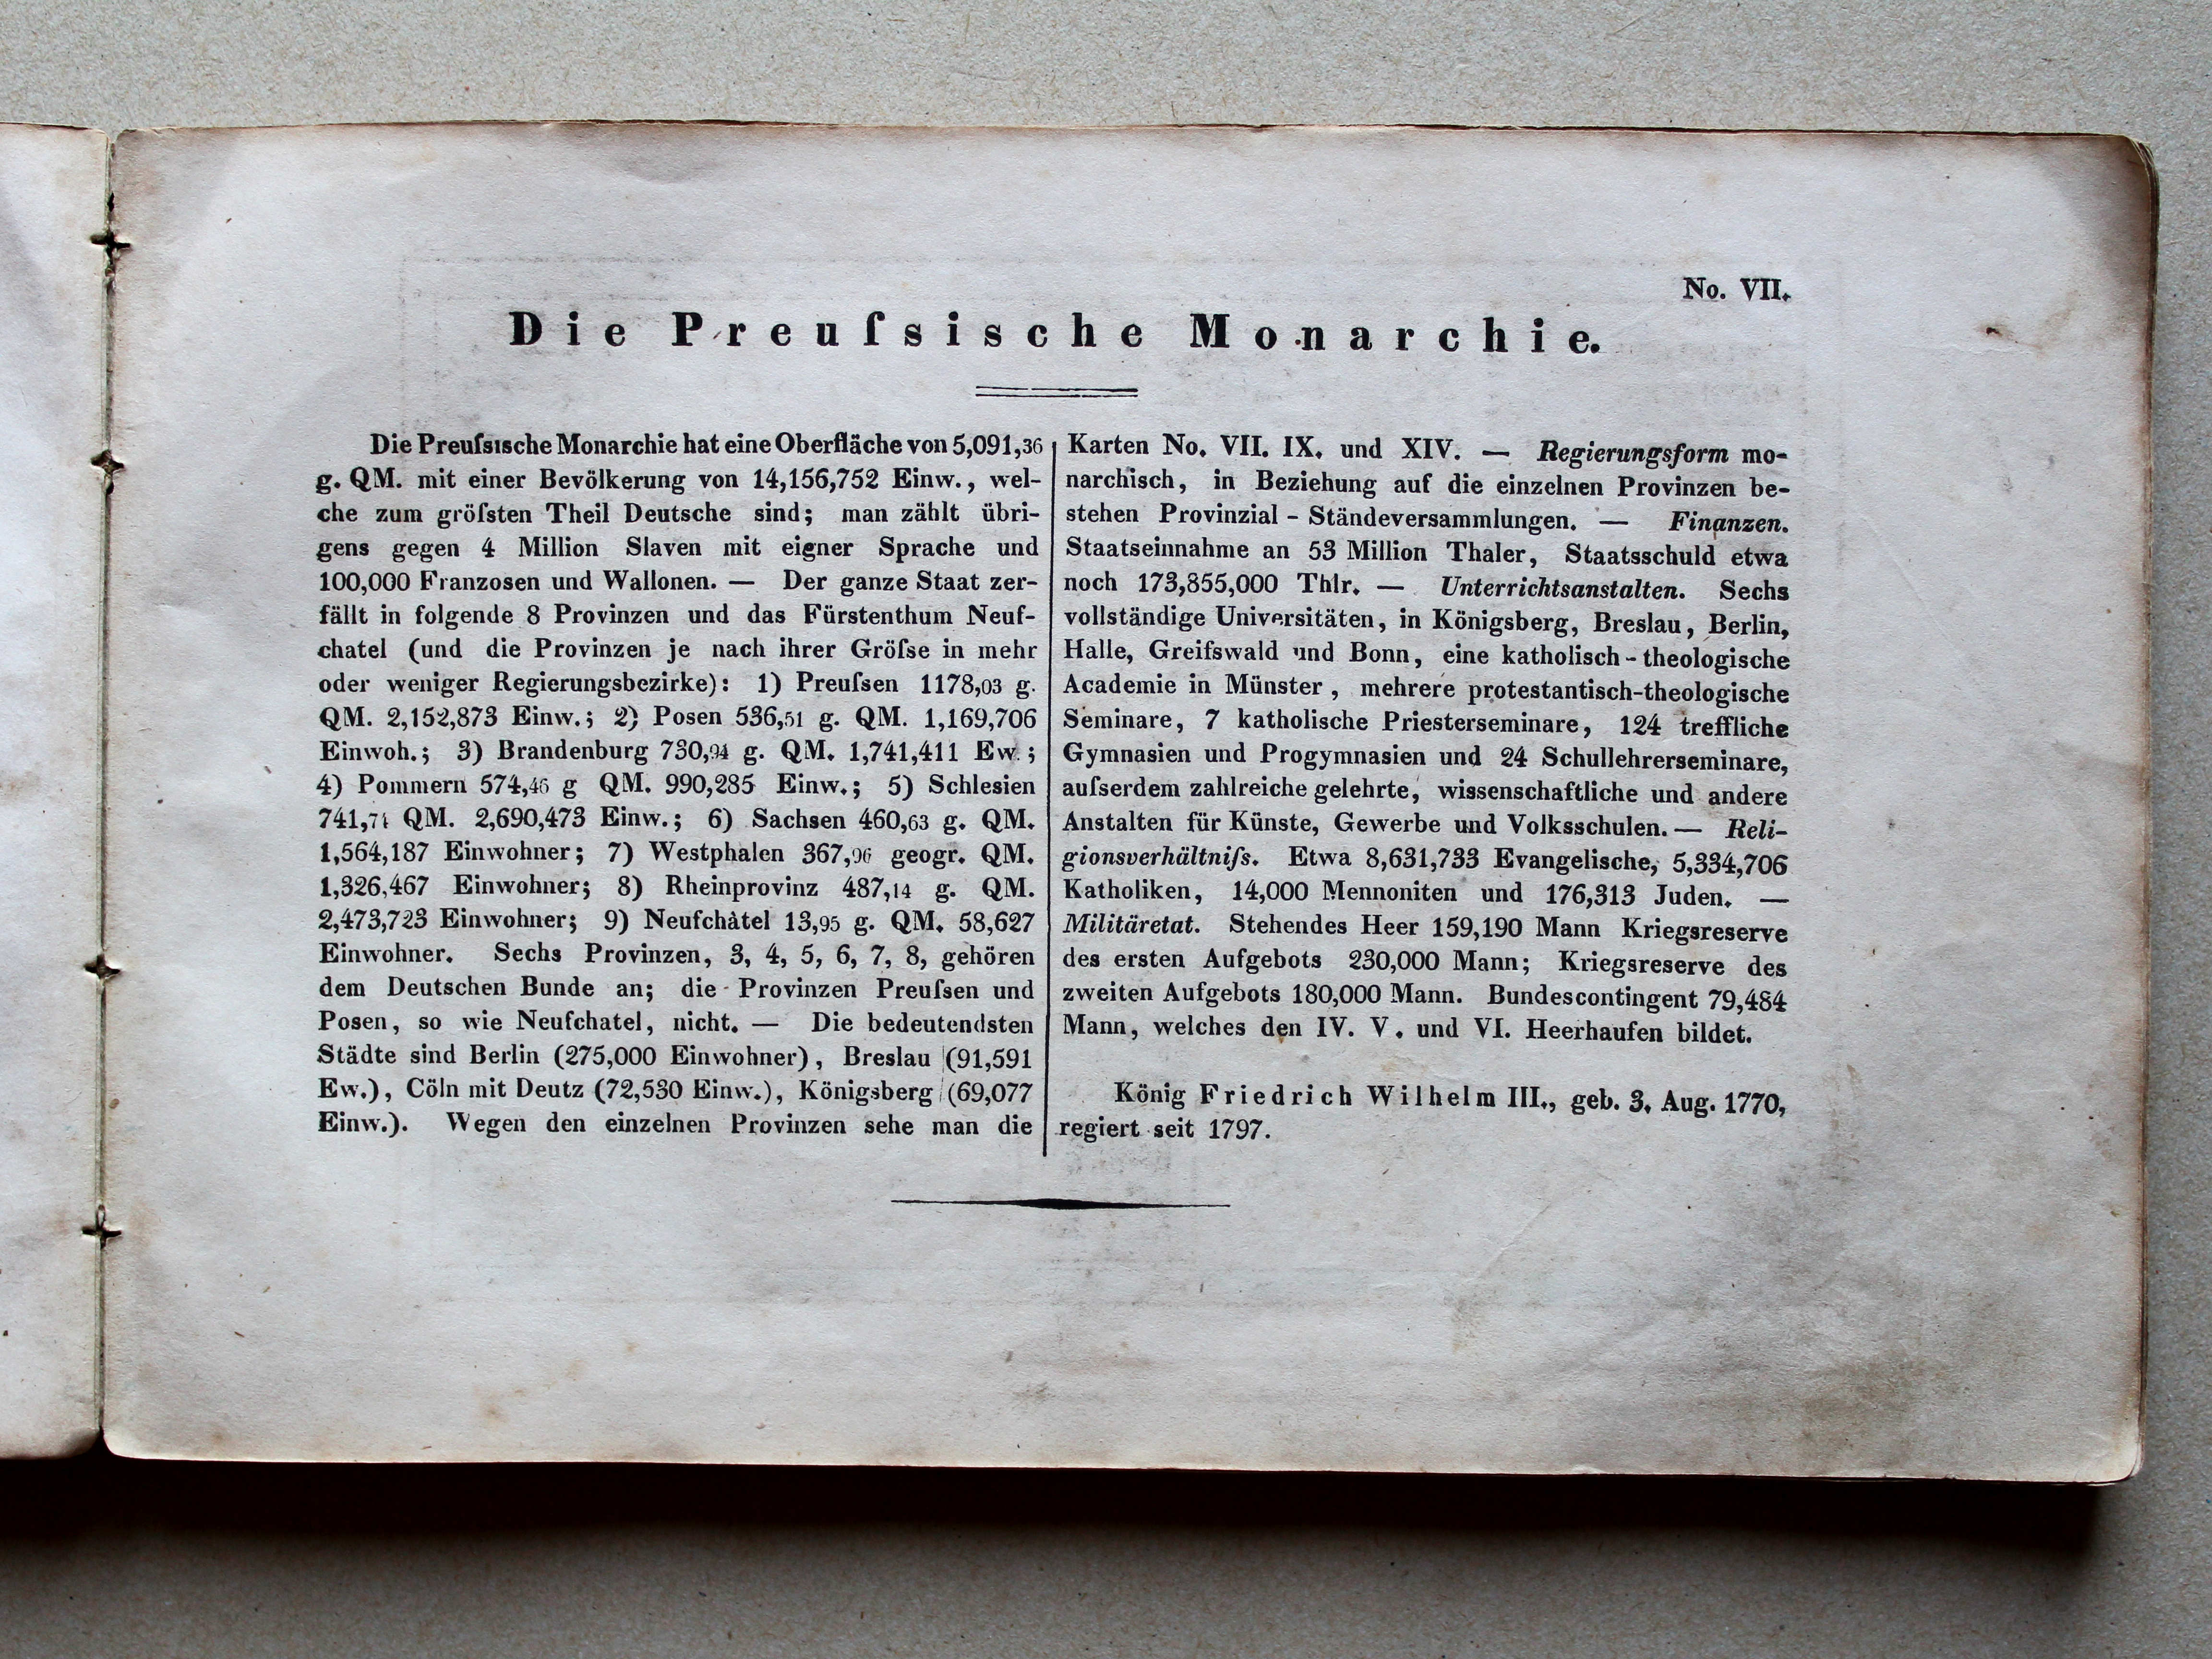 No. VII.
Die Preuſsische Monarchie.
Die Preuſsische Monarchie hat eine Oberfläche von 5,091,36
g. QM. mit einer Bevölkerung von 14,156,752 Einw., wel-
che zum gröſsten Theil Deutsche sind; man zählt übri-
gens gegen 4 Million Slaven mit eigner Sprache und
100,000 Franzosen und Wallonen. — Der ganze Staat zer-
fällt in folgende 8 Provinzen und das Fürstenthum Neuf-
chatel (und die Provinzen je nach ihrer Gröſse in mehr
oder weniger Regierungsbezirke): 1) Preuſsen 1178,03 g.
QM. 2,152,873 Einw.; 2) Posen 536,51 g. QM. 1,169,706
Einwoh.; 3) Brandenburg 730,94 g. QM. 1,741,411 Ew.;
4) Pommern 574,46 g QM. 990,285 Einw.; 5) Schlesien
741,74 QM. 2,690,473 Einw.; 6) Sachsen 460,63 g. QM.
1,564,187 Einwohner; 7) Westphalen 367,96 geogr. QM.
1,326,467 Einwohner; 8) Rheinprovinz 487,14 g. QM.
2,473,723 Einwohner; 9) Neufchâtel 13,95 g. QM. 58,627
Einwohner. Sechs Provinzen, 3, 4, 5, 6, 7, 8, gehören
dem Deutschen Bunde an; die Provinzen Preuſsen und
Posen, so wie Neufchatel, nicht. — Die bedeutendsten
Städte sind Berlin (275,000 Einwohner), Breslau (91,591
Ew.), Cöln mit Deutz (72,530 Einw.), Königsberg (69,077
Einw.). Wegen den einzelnen Provinzen sehe man die
Karten No. VII. IX. und XIV. — Regierungsform mo-
narchisch, in Beziehung auf die einzelnen Provinzen be-
stehen Provinzial-Ständeversammlungen. — Finanzen.
Staatseinnahme an 53 Million Thaler, Staatsschuld etwa
noch 173,855,000 Thlr. — Unterrichtsanstalten. Sechs
vollständige Universitäten, in Königsberg, Breslau, Berlin,
Halle, Greifswald und Bonn, eine katholisch-theologische
Academie in Münster, mehrere protestantisch-theologische
Seminare, 7 katholische Priesterseminare, 124 treffliche
Gymnasien und Progymnasien und 24 Schullehrerseminare,
auſserdem zahlreiche gelehrte, wissenschaftliche und andere
Anstalten für Künste, Gewerbe und Volksschulen. — Reli-
gionsverhältniſs. Etwa 8,631,733 Evangelische, 5,334,706
Katholiken, 14,000 Mennoniten und 176,313 Juden. —
Militäretat. Stehendes Heer 159,190 Mann Kriegsreserve
des ersten Aufgebots 230,000 Mann; Kriegsreserve des
zweiten Aufgebots 180,000 Mann. Bundescontingent 79,484
Mann, welches den IV. V. und VI. Heerhaufen bildet.
König Friedrich Wilhelm III., geb. 3. Aug. 1770,
regiert seit 1797.